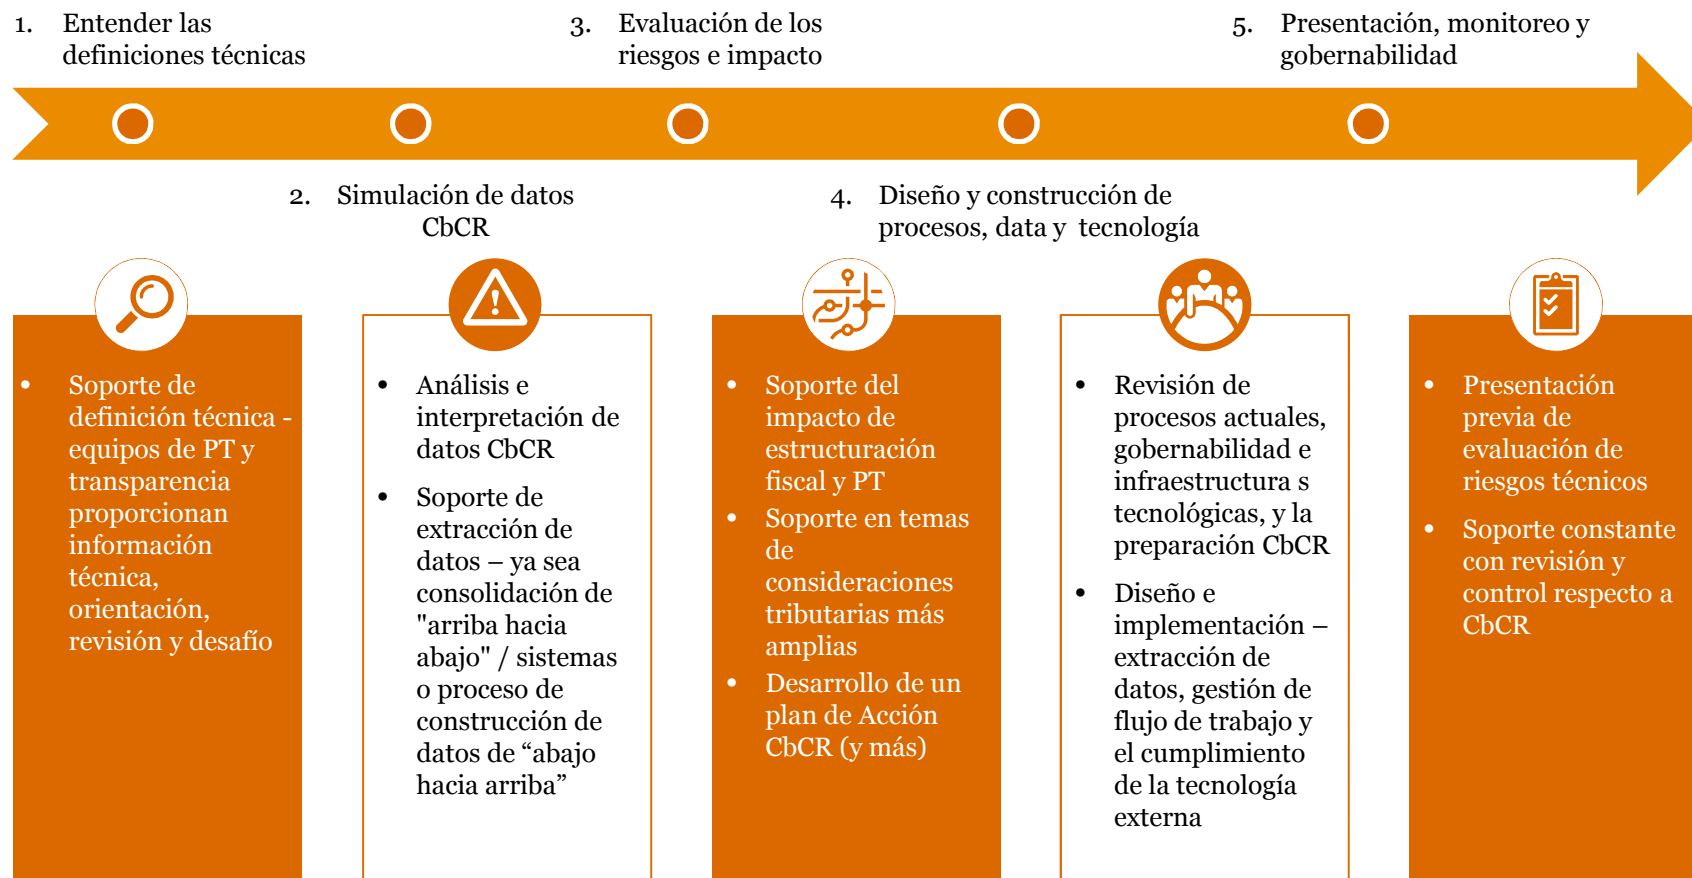 1. Entender las
definiciones técnicas
3. Evaluación de los
riesgos e impacto
5. Presentación, monitoreo y
gobernabilidad
2. Simulación de datos
CbCR
4. Diseño y construcción de
procesos, data y tecnología
• Soporte de
definición técnica -
equipos de PT y
transparencia
proporcionan
información
técnica,
orientación,
revisión y desafío
• Análisis e
interpretación de
datos CbCR
• Soporte de
extracción de
datos – ya sea
consolidación de
"arriba hacia
abajo" / sistemas
o proceso de
construcción de
datos de “abajo
hacia arriba”
• Soporte del
impacto de
estructuración
fiscal y PT
• Soporte en temas
de
consideraciones
tributarias más
amplias
• Desarrollo de un
plan de Acción
CbCR (y más)
• Revisión de
procesos actuales,
gobernabilidad e
infraestructura s
tecnológicas, y la
preparación CbCR
• Diseño e
implementación –
extracción de
datos, gestión de
flujo de trabajo y
el cumplimiento
de la tecnología
externa
• Presentación
previa de
evaluación de
riesgos técnicos
• Soporte constante
con revisión y
control respecto a
CbCR